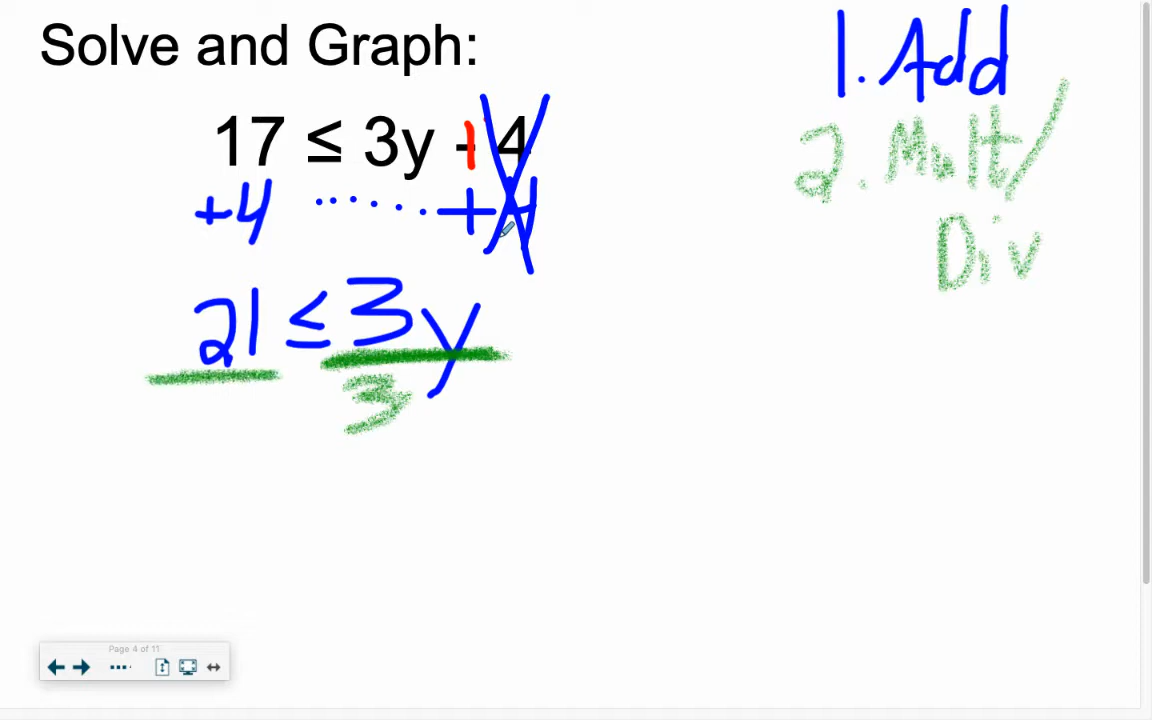 Solve and Graph:
17 ≤ 3y - 4
+4 ...... +4
21 ≤ 3y
3
1. Add
2. Mult/
Div
Page 4 of 11